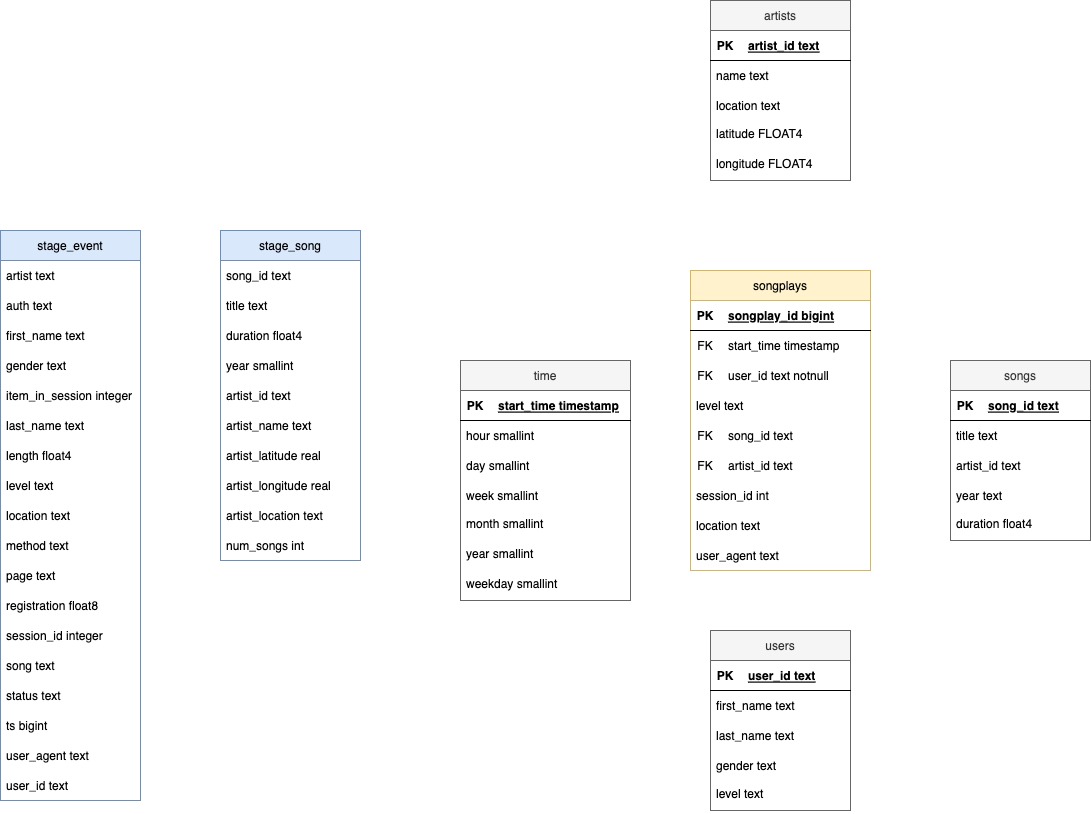 artists
PK artist_id text
name text
location text
latitude FLOAT4
longitude FLOAT4
stage_event
artist text
auth text
first_name text
gender text
item_in_session integer
last_name text
length float4
level text
location text
method text
page text
registration float8
session_id integer
song text
status text
ts bigint
user_agent text
user_id text
stage_song
song_id text
title text
duration float4
year smallint
artist_id text
artist_name text
artist_latitude real
artist_longitude real
artist_location text
num_songs int
time
PK start_time timestamp
hour smallint
day smallint
week smallint
month smallint
year smallint
weekday smallint
songplays
PK songplay_id bigint
FK start_time timestamp
FK user_id text notnull
level text
FK song_id text
FK artist_id text
session_id int
location text
user_agent text
songs
PK song_id text
title text
artist_id text
year text
duration float4
users
PK user_id text
first_name text
last_name text
gender text
level text